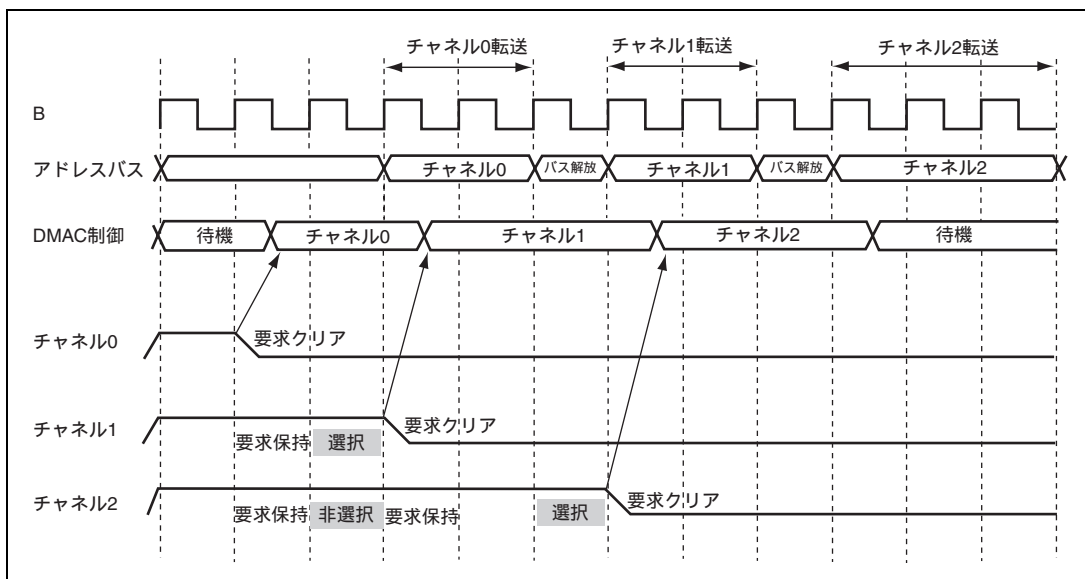 チャネル0転送 チャネル1転送 チャネル2転送
B
アドレスバス チャネル0 バス解放 チャネル1 バス解放 チャネル2
DMAC制御 待機 チャネル0 チャネル1 チャネル2 待機
チャネル0 要求クリア
チャネル1 要求クリア
要求保持 選択
チャネル2 要求クリア
要求保持 非選択 要求保持 選択